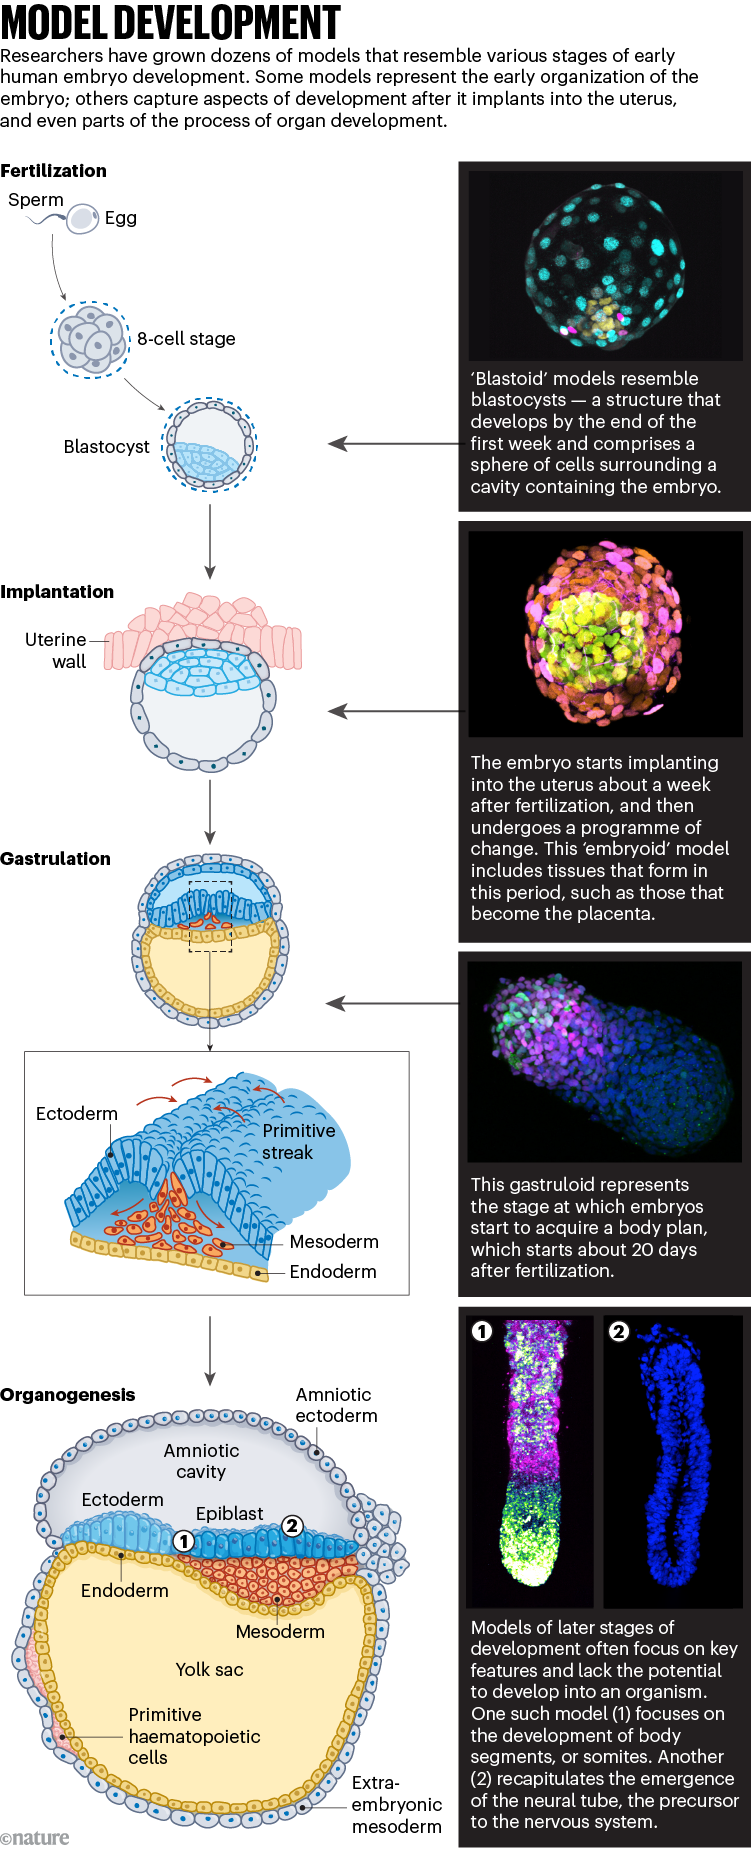 MODEL DEVELOPMENT
Researchers have grown dozens of models that resemble various stages of early
human embryo development. Some models represent the early organization of the
embryo; others capture aspects of development after it implants into the uterus,
and even parts of the process of organ development.
Fertilization
Sperm
Egg
8-cell stage
Blastocyst
‘Blastoid’ models resemble
blastocysts — a structure that
develops by the end of the
first week and comprises a
sphere of cells surrounding a
cavity containing the embryo.
Implantation
Uterine
wall
The embryo starts implanting
into the uterus about a week
after fertilization, and then
undergoes a programme of
change. This ‘embryoid’ model
includes tissues that form in
this period, such as those that
become the placenta.
Gastrulation
Ectoderm
Primitive
streak
Mesoderm
Endoderm
This gastruloid represents
the stage at which embryos
start to acquire a body plan,
which starts about 20 days
after fertilization.
Organogenesis
Amniotic
ectoderm
Amniotic
cavity
Ectoderm
Epiblast
1
2
Endoderm
Mesoderm
Yolk sac
Primitive
haematopoietic
cells
Extra-
embryonic
mesoderm
1
2
Models of later stages of
development often focus on key
features and lack the potential
to develop into an organism.
One such model (1) focuses on
the development of body
segments, or somites. Another
(2) recapitulates the emergence
of the neural tube, the precursor
to the nervous system.
©nature